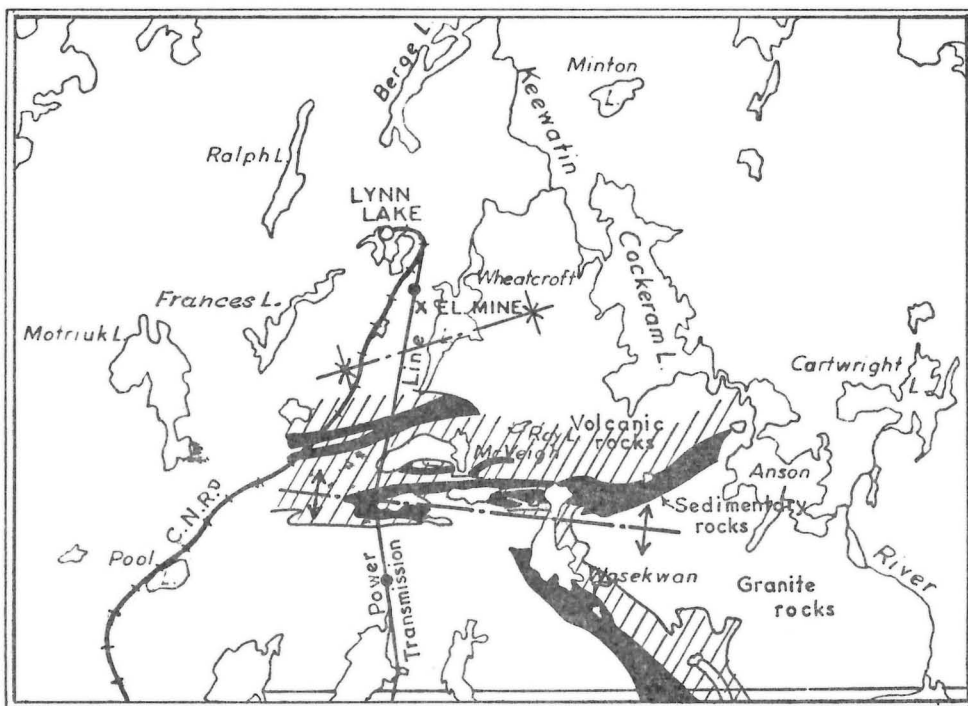 Berge L.
Keewatin
Minton
L.
Ralph L.
LYNN
LAKE
Cockeram L.
Wheatcroft
Frances L.
X EL. MINE
Motriuk L.
Line
Cartwright
L.
Volcanic
rocks
Ray L.
McVeigh
Anson
Sedimentary
rocks
C.N.R.D
Pool
L.
Power
Transmission
Wasekwan
Granite
rocks
River